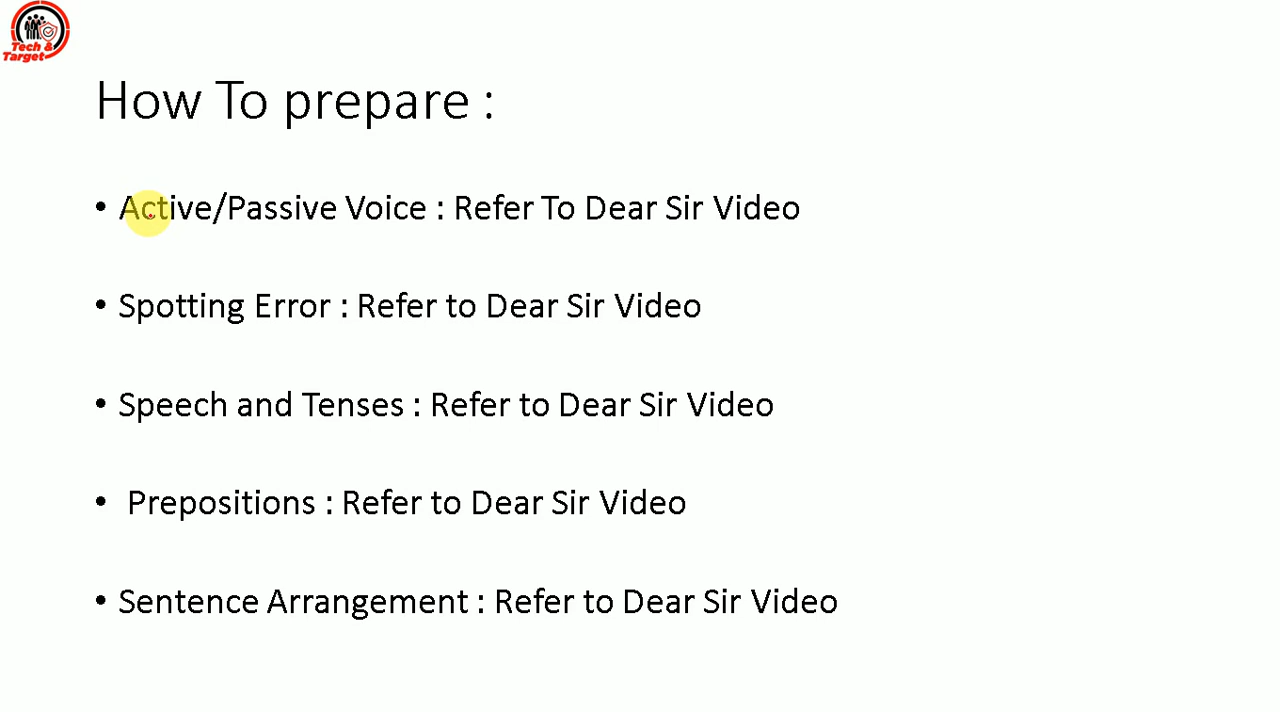 Tech &
Target
How To prepare :
• Active/Passive Voice : Refer To Dear Sir Video
• Spotting Error : Refer to Dear Sir Video
• Speech and Tenses : Refer to Dear Sir Video
• Prepositions : Refer to Dear Sir Video
• Sentence Arrangement : Refer to Dear Sir Video